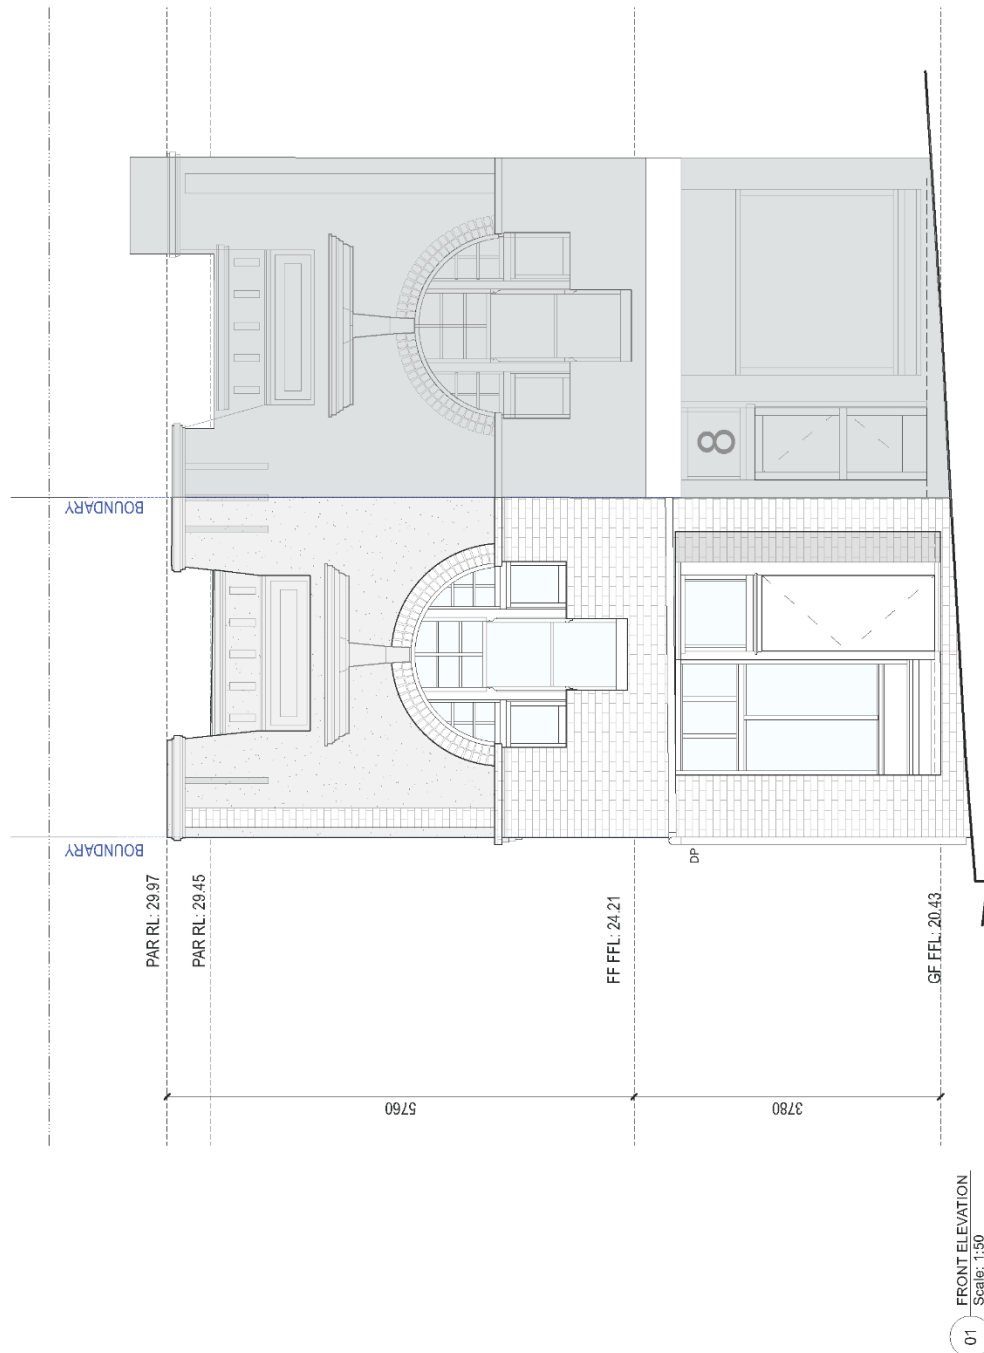 BOUNDARY
BOUNDARY
PAR RL: 29.97
PAR RL: 29.45
FF FFL: 24.21
GF FFL: 20.43
5760
3780
DP
8
01
FRONT ELEVATION
Scale: 1:50